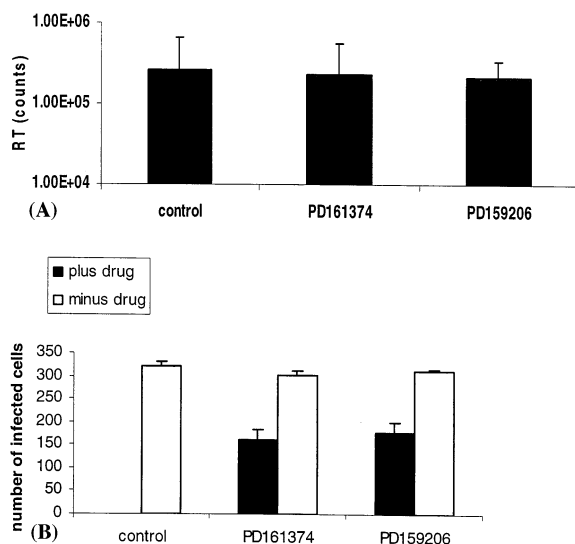 1.00E+06
1.00E+05
1.00E+04
RT (counts)
(A)
control PD161374 PD159206
plus drug
minus drug
350
300
250
200
150
100
50
0
number of infected cells
(B)
control PD161374 PD159206